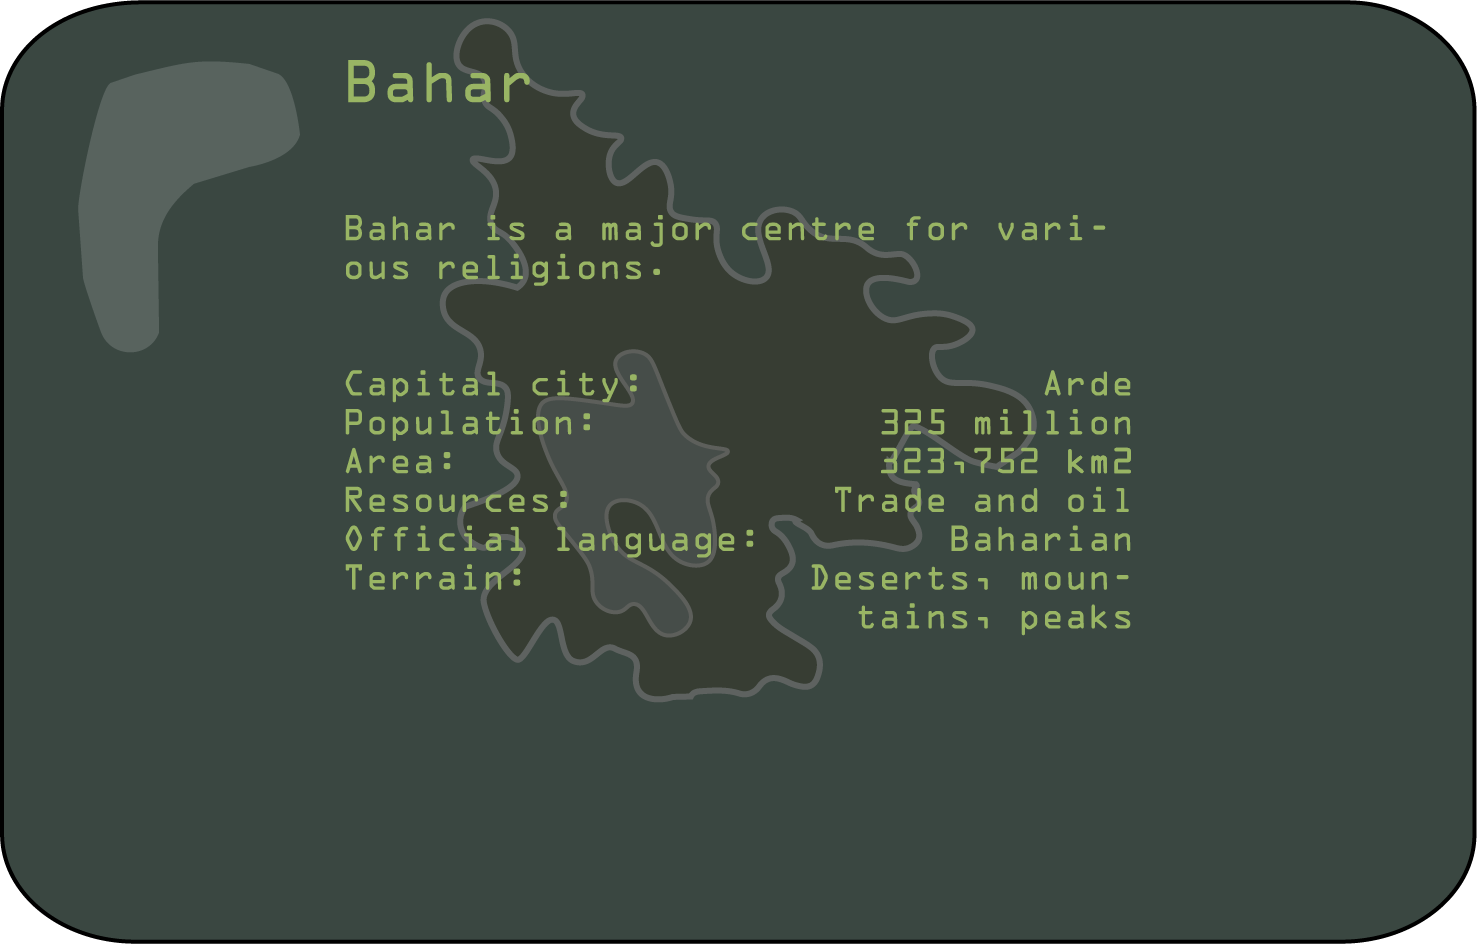 Bahar
Bahar is a major centre for vari-
ous religions.
Capital city: Arde
Population: 325 million
Area: 323,752 km2
Resources: Trade and oil
Official language: Baharian
Terrain: Deserts, moun-
tains, peaks